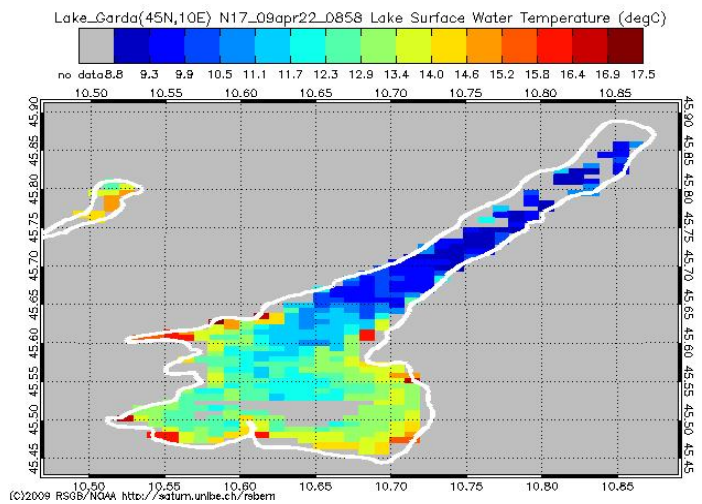 Lake_Garda(45N,10E) N17_09apr22_0858 Lake Surface Water Temperature (degC)
no data8.8 9.3 9.9 10.5 11.1 11.7 12.3 12.9 13.4 14.0 14.6 15.2 15.8 16.4 16.9 17.5
10.50 10.55 10.60 10.65 10.70 10.75 10.80 10.85
45.90 45.90
45.85 45.85
45.80 45.80
45.75 45.75
45.70 45.70
45.65 45.65
45.60 45.60
45.55 45.55
45.50 45.50
45.45 45.45
10.50 10.55 10.60 10.65 10.70 10.75 10.80 10.85
(C)2009 RSGB/NOAA http://saturn.unibe.ch/rsbern